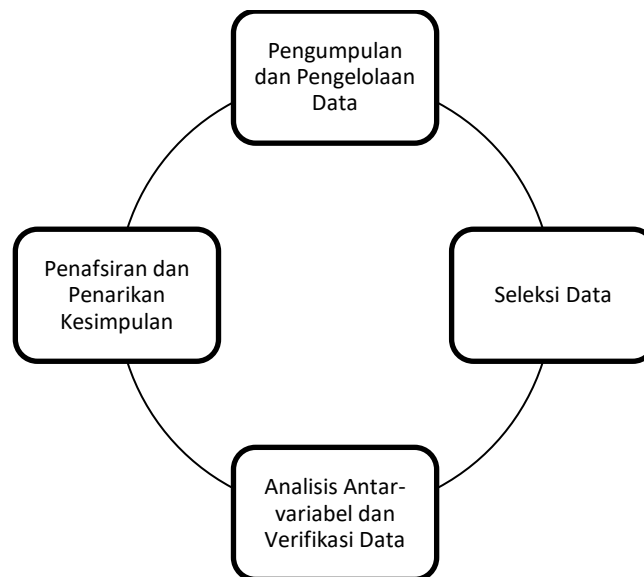 Pengumpulan
dan Pengelolaan
Data
Seleksi Data
Analisis Antar-
variabel dan
Verifikasi Data
Penafsiran dan
Penarikan
Kesimpulan